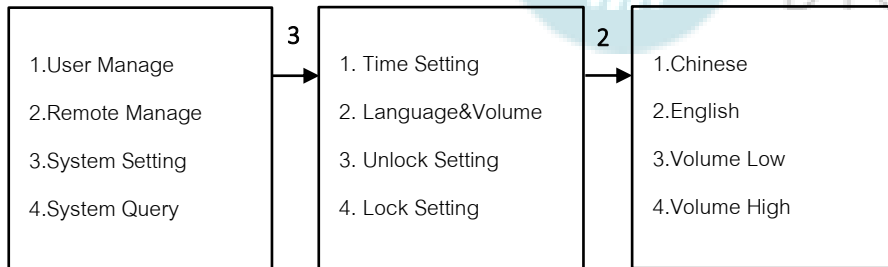 3
2
1.User Manage
2.Remote Manage
3.System Setting
4.System Query
1. Time Setting
2. Language&Volume
3. Unlock Setting
4. Lock Setting
1.Chinese
2.English
3.Volume Low
4.Volume High